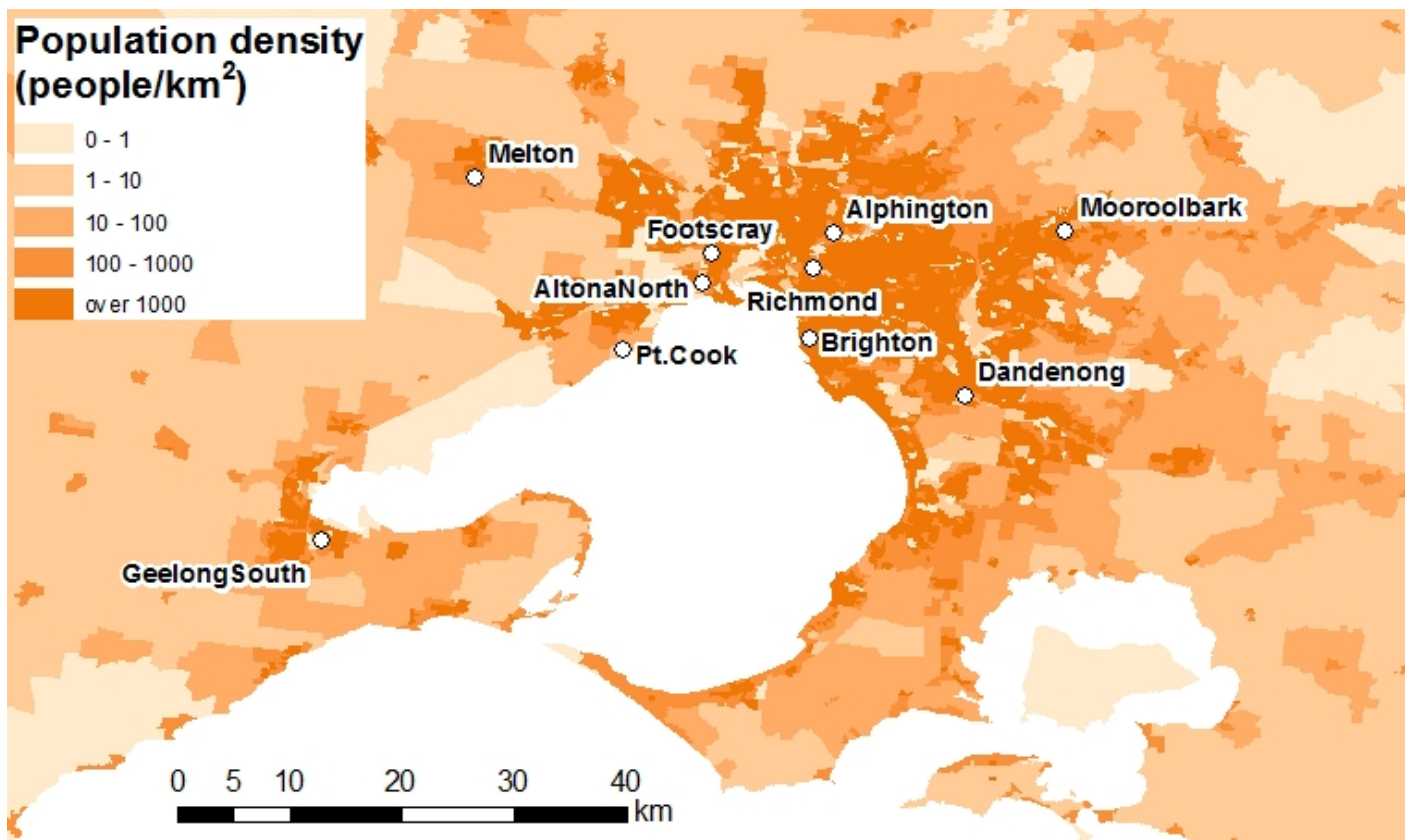 Population density
(people/km²)
0 - 1
1 - 10
10 - 100
100 - 1000
over 1000
Melton
Alphington
Mooroolbark
Footscray
AltonaNorth
Richmond
Pt.Cook
Brighton
Dandenong
GeelongSouth
0 5 10 20 30 40
km